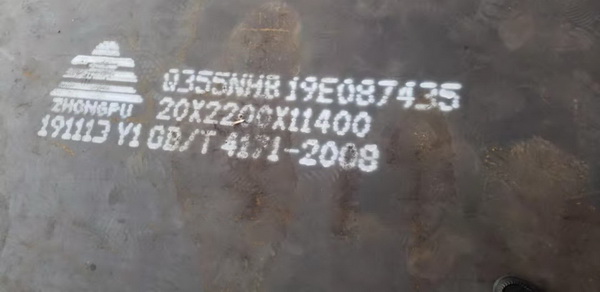 ZHONGPU
Q355NHB 19E087435
20X2200X11400
191113 Y1 GB/T 4171-2008